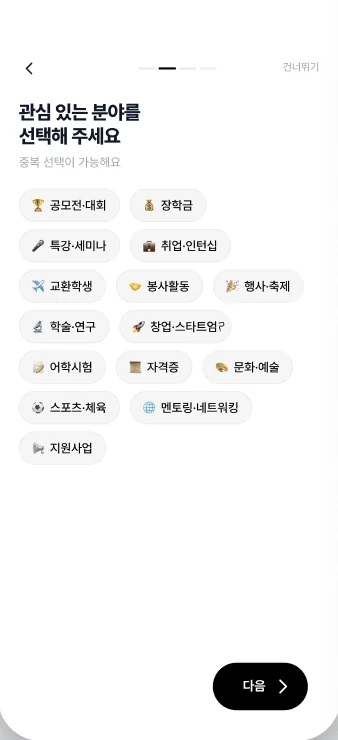 건너뛰기
관심 있는 분야를
선택해 주세요
중복 선택이 가능해요
공모전·대회 장학금
특강·세미나 취업·인턴십
교환학생 봉사활동 행사·축제
학술·연구 창업·스타트업
어학시험 자격증 문화·예술
스포츠·체육 멘토링·네트워킹
지원사업
다음